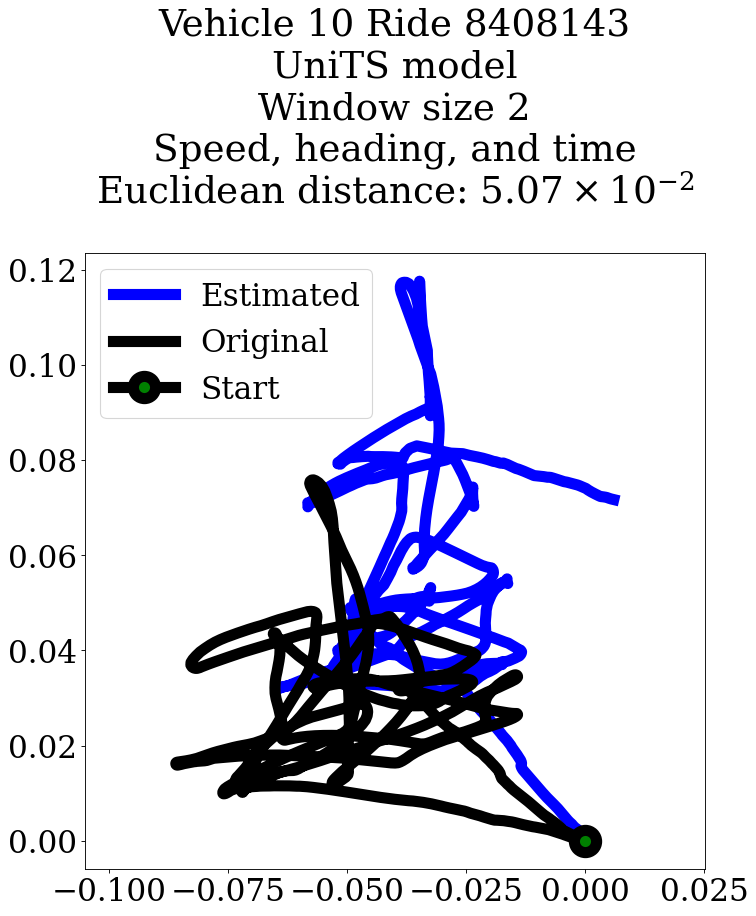 Vehicle 10 Ride 8408143
UniTS model
Window size 2
Speed, heading, and time
Euclidean distance: 5.07 × 10⁻²
Estimated
Original
Start
0.12
0.10
0.08
0.06
0.04
0.02
0.00
−0.100 −0.075 −0.050 −0.025 0.000 0.025